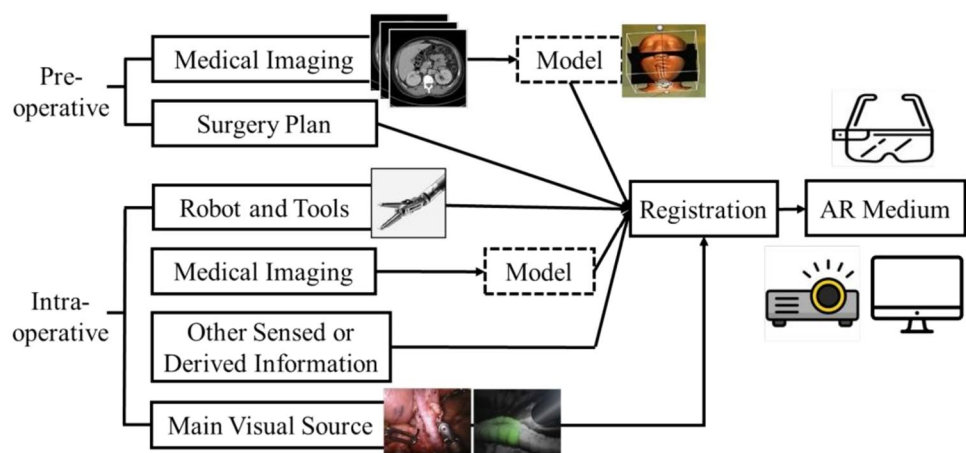 Pre-
operative
Medical Imaging
Model
Surgery Plan
Intra-
operative
Robot and Tools
Registration
AR Medium
Medical Imaging
Model
Other Sensed or
Derived Information
Main Visual Source